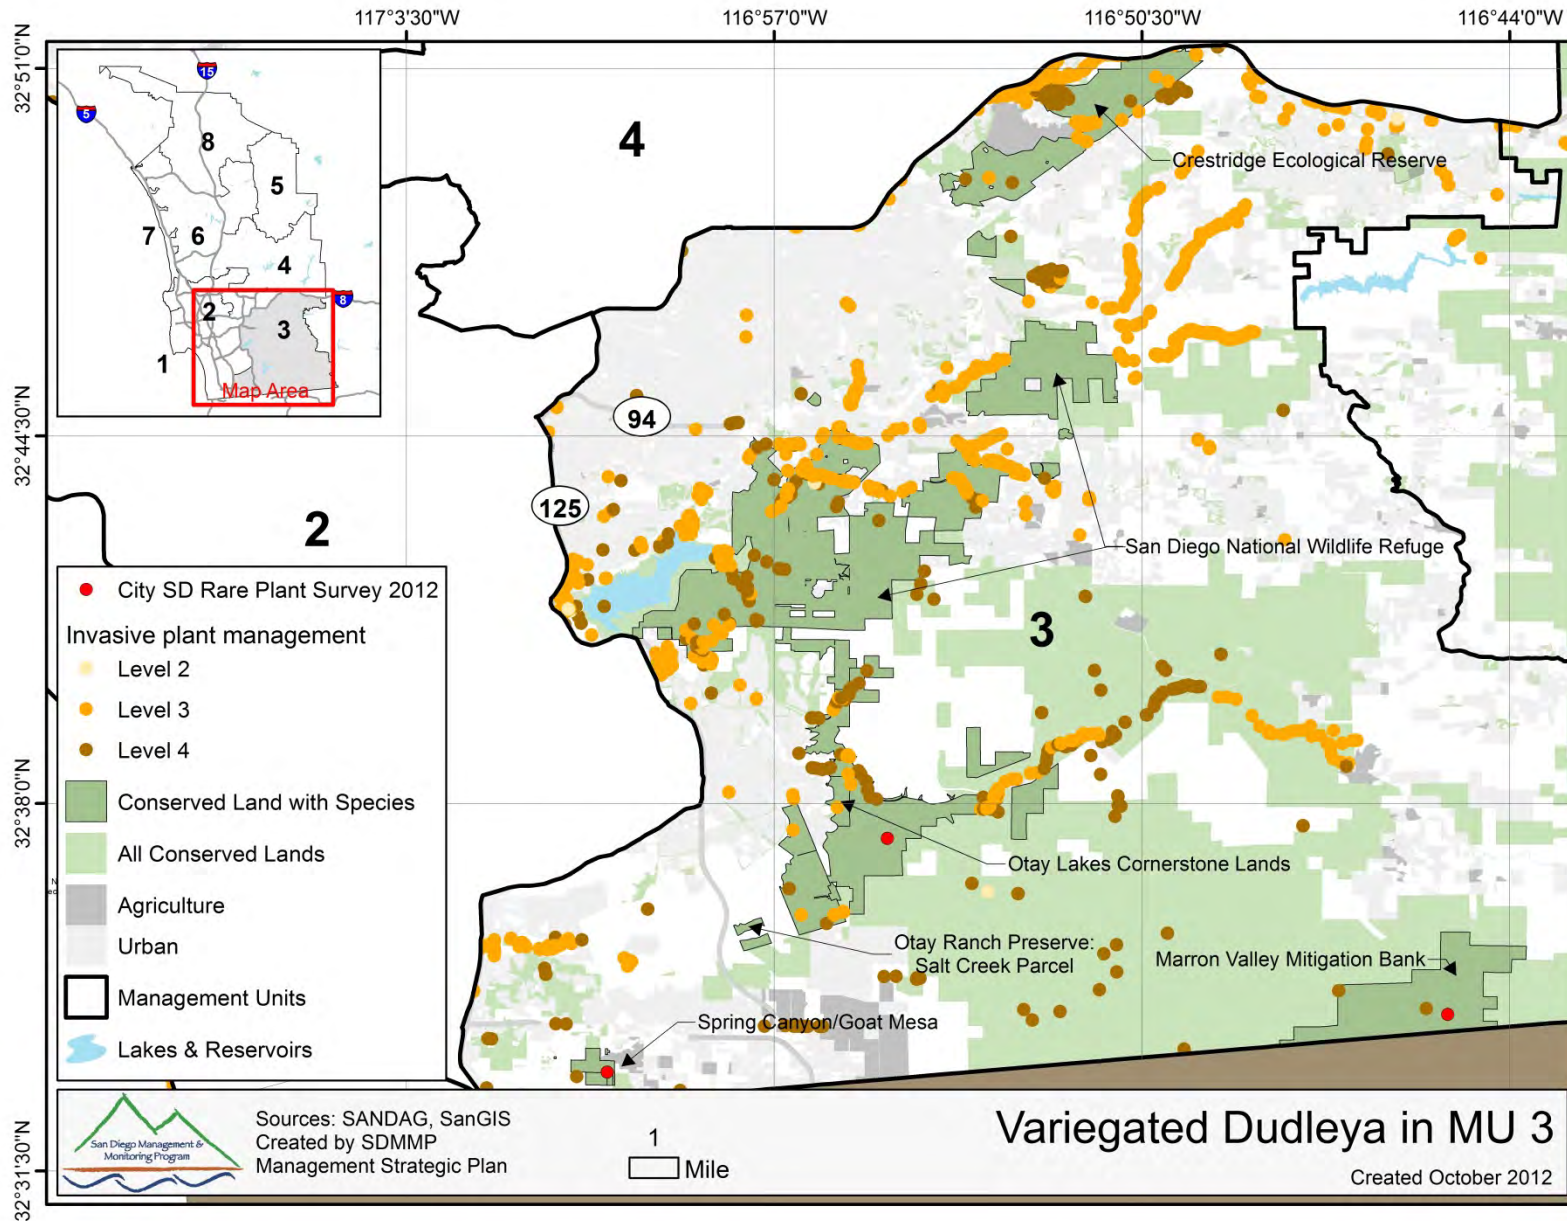 117°3'30"W
116°57'0"W
116°50'30"W
116°44'0"W
32°51'0"N
32°44'30"N
32°38'0"N
32°31'30"N
15
5
8
5
7
6
4
8
2
3
1
Map Area
4
Crestridge Ecological Reserve
94
125
2
San Diego National Wildlife Refuge
3
City SD Rare Plant Survey 2012
Invasive plant management
Level 2
Level 3
Level 4
Conserved Land with Species
All Conserved Lands
Agriculture
Urban
Management Units
Lakes & Reservoirs
Otay Lakes Cornerstone Lands
Otay Ranch Preserve:
Salt Creek Parcel
Marron Valley Mitigation Bank
Spring Canyon/Goat Mesa
San Diego Management &
Monitoring Program
Sources: SANDAG, SanGIS
Created by SDMMP
Management Strategic Plan
1
Mile
Variegated Dudleya in MU 3
Created October 2012